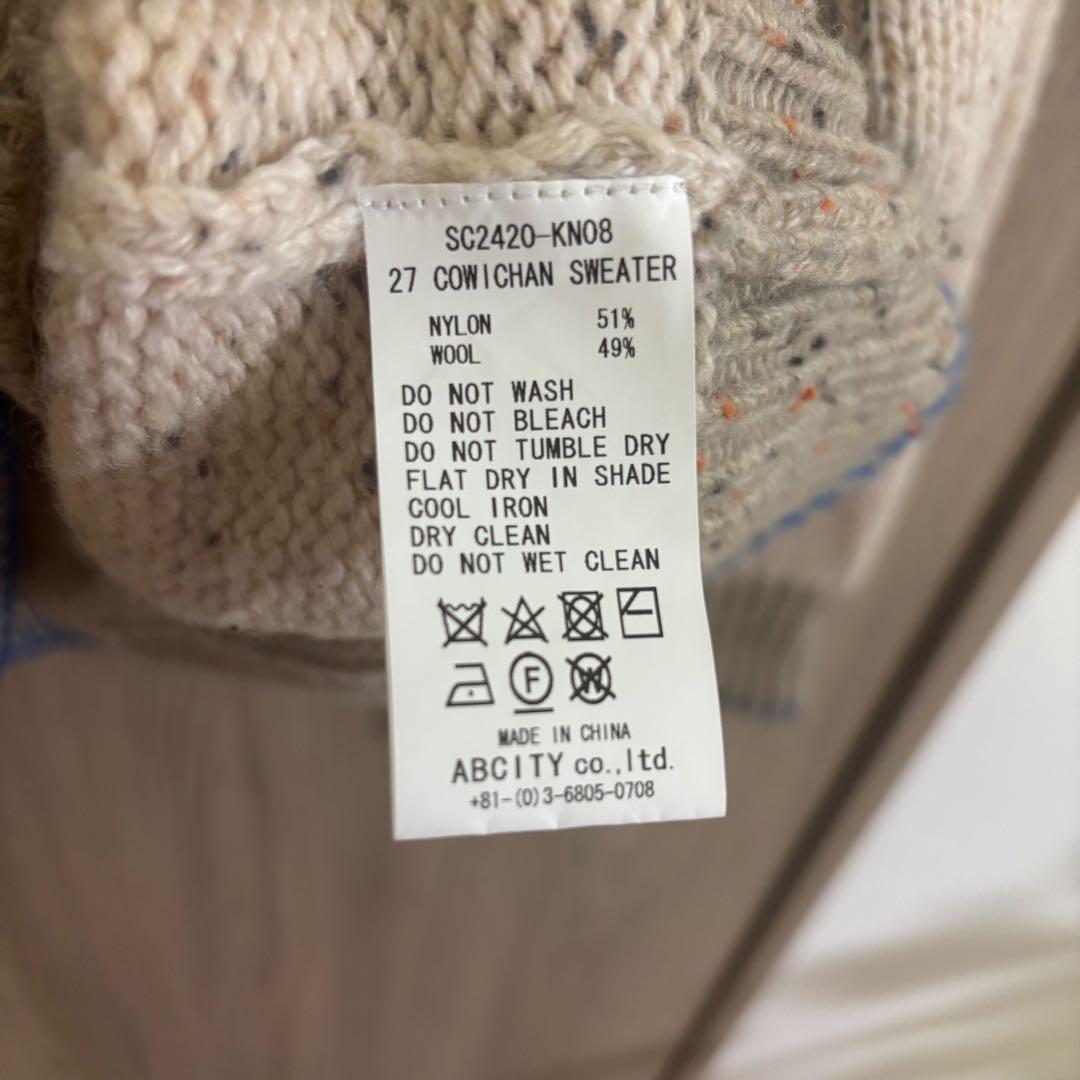 SC2420-KN08
27 COWICHAN SWEATER
NYLON 51%
WOOL 49%
DO NOT WASH
DO NOT BLEACH
DO NOT TUMBLE DRY
FLAT DRY IN SHADE
COOL IRON
DRY CLEAN
DO NOT WET CLEAN
F W
MADE IN CHINA
ABCITY co.,ltd.
+81-(0)3-6805-0708